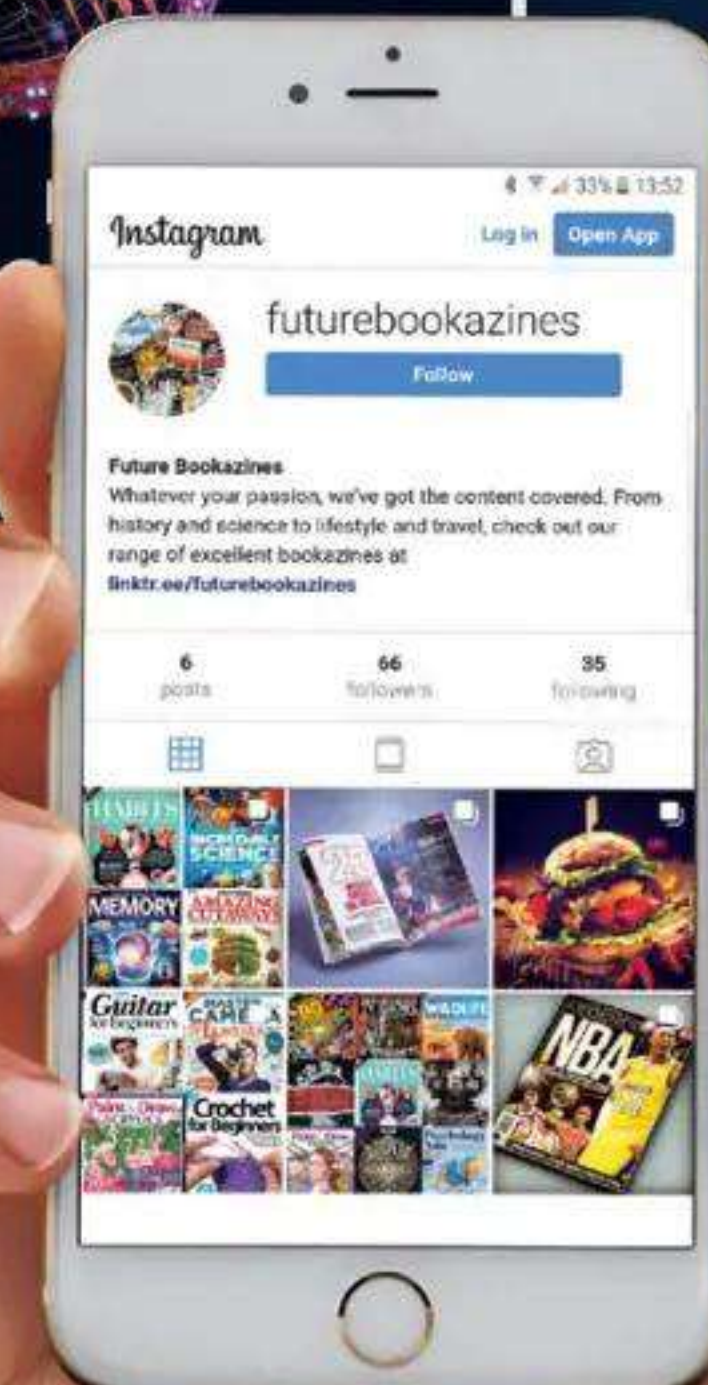 33% 13:52
Instagram
Log in Open App
futurebookazines
Follow
Future Bookazines
Whatever your passion, we've got the content covered. From
history and science to lifestyle and travel, check out our
range of excellent bookazines at
linktr.ee/futurebookazines
6 66 35
posts followers following
HABITS
INCREDIBLE
SCIENCE
MEMORY
AMAZING
CUTAWAYS
Guitar
for beginners
Crochet
for Beginners
WILDLIFE
HABITS
NBA